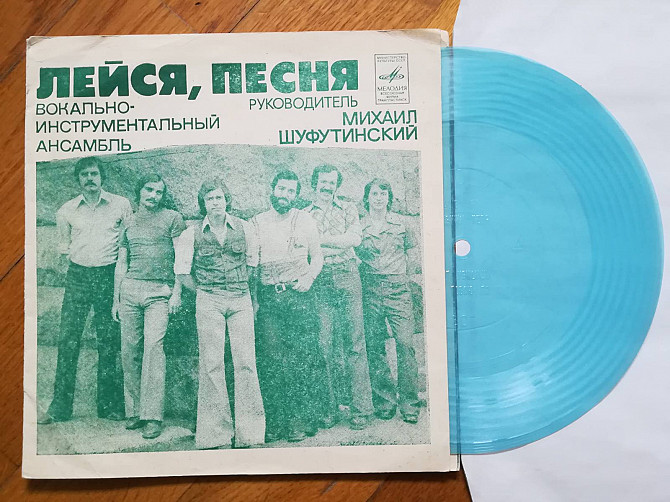 ЛЕЙСЯ, ПЕСНЯ
ВОКАЛЬНО-
ИНСТРУМЕНТАЛЬНЫЙ
АНСАМБЛЬ
РУКОВОДИТЕЛЬ
МИХАИЛ
ШУФУТИНСКИЙ
МЕЛОДИЯ